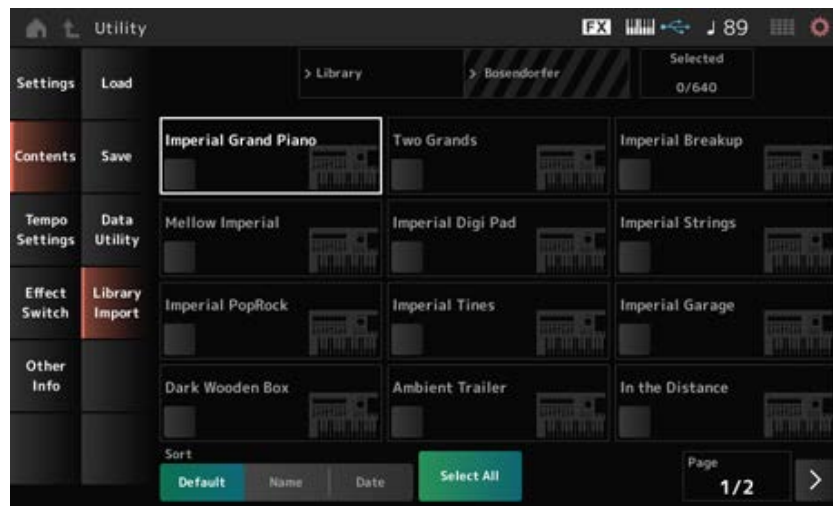 Utility
FX
♩ 89
Settings
Load
> Library
> Bosendorfer
Selected
0/640
Contents
Save
Imperial Grand Piano
Two Grands
Imperial Breakup
Tempo
Settings
Data
Utility
Mellow Imperial
Imperial Digi Pad
Imperial Strings
Effect
Switch
Library
Import
Imperial PopRock
Imperial Tines
Imperial Garage
Other
Info
Dark Wooden Box
Ambient Trailer
In the Distance
Sort
Default
Name
Date
Select All
Page
1/2